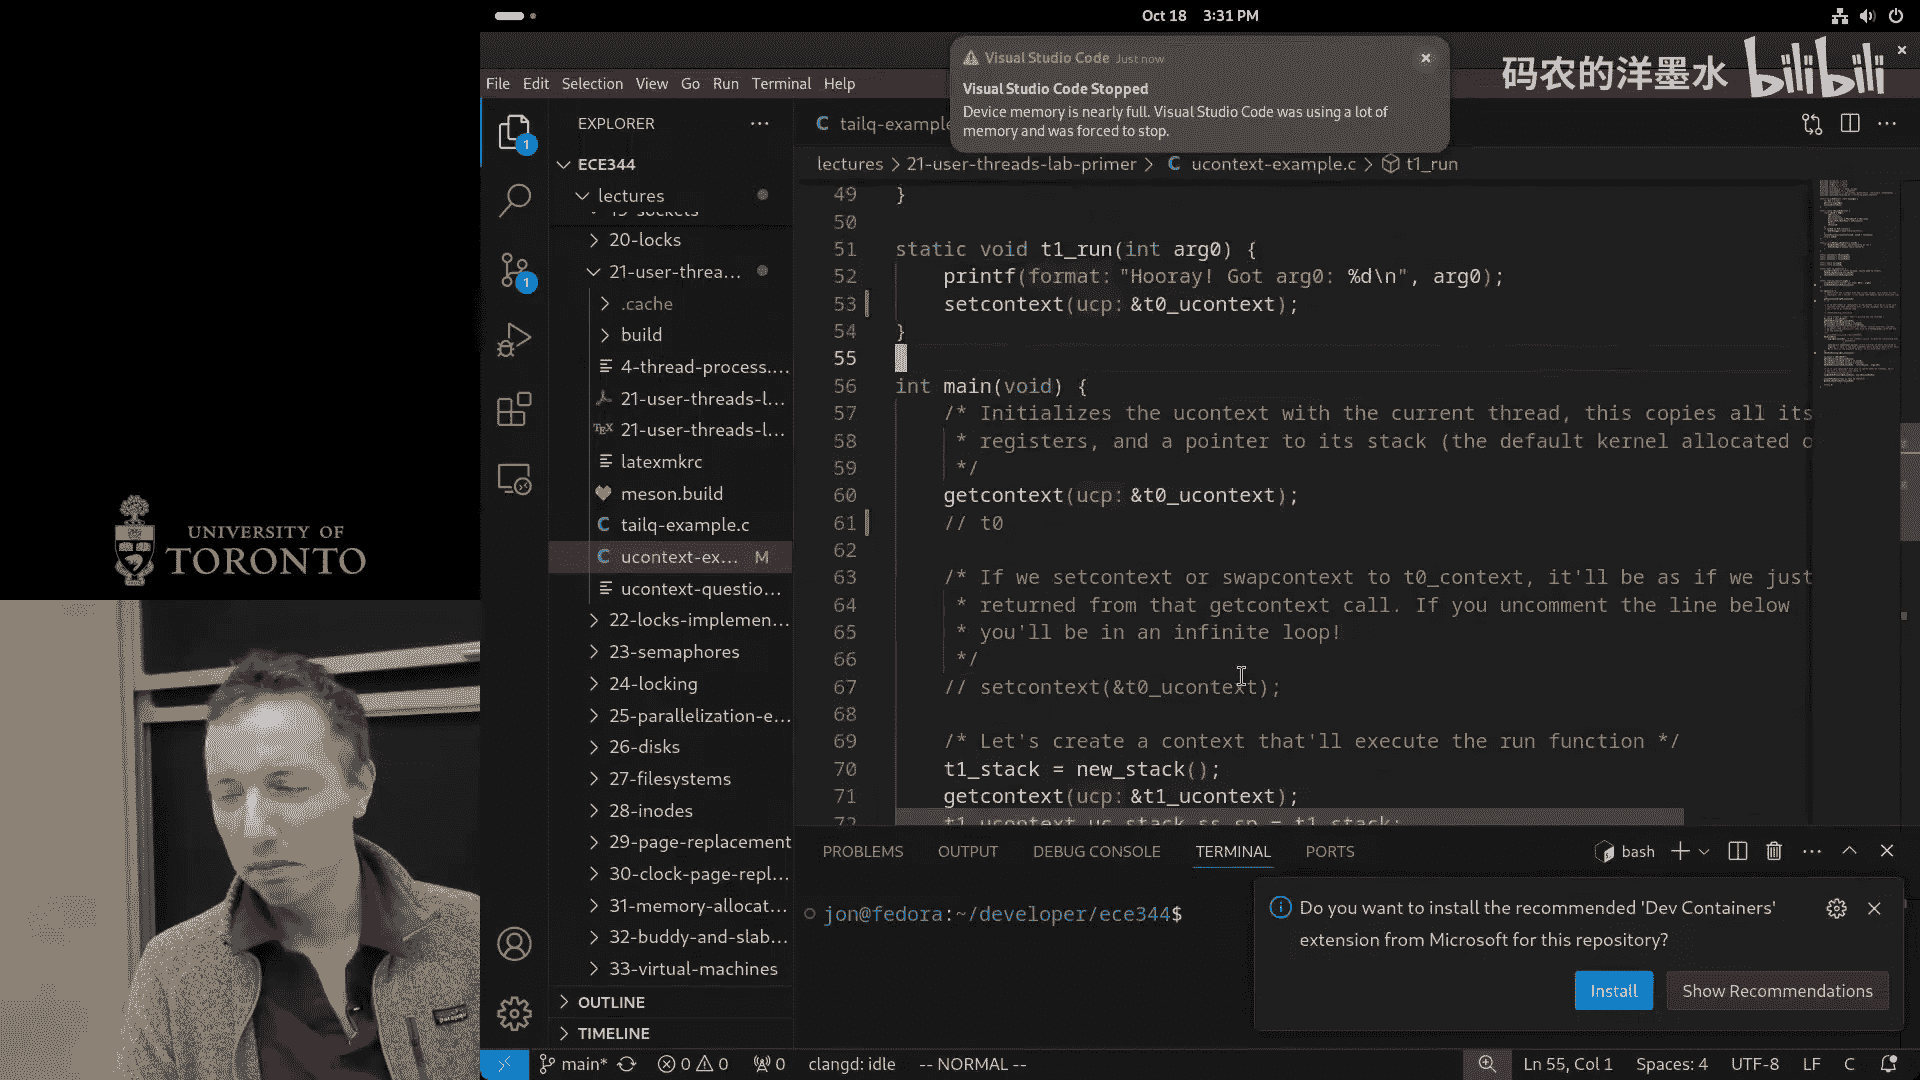 Oct 18 3:31 PM
Visual Studio Code Just now
Visual Studio Code Stopped
Device memory is nearly full. Visual Studio Code was using a lot of
memory and was forced to stop.
码农的洋墨水 bilibili
File Edit Selection View Go Run Terminal Help
EXPLORER
ECE344
lectures
20-locks
21-user-threa...
.cache
build
4-thread-process....
21-user-threads-l...
21-user-threads-l...
latexmkrc
meson.build
tailq-example.c
ucontext-ex... M
ucontext-questio...
22-locks-implemen...
23-semaphores
24-locking
25-parallelization-e...
26-disks
27-filesystems
28-inodes
29-page-replacement
30-clock-page-repl...
31-memory-allocat...
32-buddy-and-slab...
33-virtual-machines
OUTLINE
TIMELINE
1
1
C tailq-example
lectures > 21-user-threads-lab-primer > C ucontext-example.c > t1_run
49 }
50
51 static void t1_run(int arg0) {
52 printf(format: "Hooray! Got arg0: %d\n", arg0);
53 setcontext(ucp: &t0_ucontext);
54 }
55
56 int main(void) {
57 /* Initializes the ucontext with the current thread, this copies all its
58 * registers, and a pointer to its stack (the default kernel allocated
59 */
60 getcontext(ucp: &t0_ucontext);
61 // t0
62
63 /* If we setcontext or swapcontext to t0_context, it'll be as if we just
64 * returned from that getcontext call. If you uncomment the line below
65 * you'll be in an infinite loop!
66 */
67 // setcontext(&t0_ucontext);
68
69 /* Let's create a context that'll execute the run function */
70 t1_stack = new_stack();
71 getcontext(ucp: &t1_ucontext);
72 t1_ucontext.uc_stack.ss_sp = t1_stack;
PROBLEMS OUTPUT DEBUG CONSOLE TERMINAL PORTS
bash
jon@fedora:~/developer/ece344$
Do you want to install the recommended 'Dev Containers'
extension from Microsoft for this repository?
Install
Show Recommendations
main* 0 0 0 clangd: idle -- NORMAL --
Ln 55, Col 1 Spaces: 4 UTF-8 LF C
UNIVERSITY OF
TORONTO